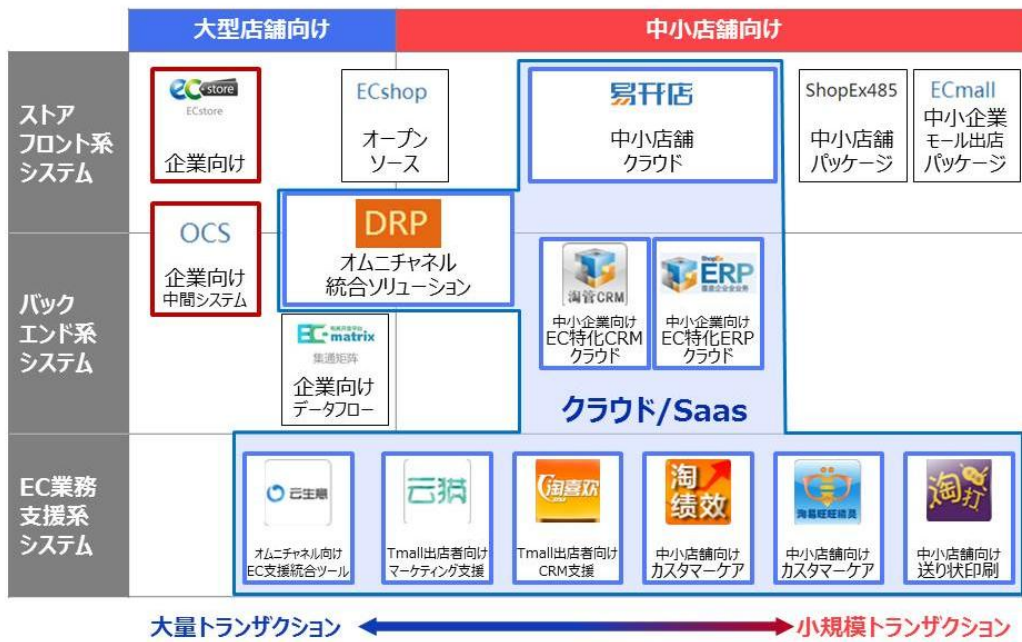 大型店舗向け
中小店舗向け
ストア
フロント系
システム
ec store
ECstore
企業向け
ECshop
オープン
ソース
易开店
中小店舗
クラウド
ShopEx485
中小店舗
パッケージ
ECmall
中小企業
モール出店
パッケージ
OCS
企業向け
中間システム
DRP
オムニチャネル
統合ソリューション
バック
エンド系
システム
EC-matrix
集通矩阵
企業向け
データフロー
淘管CRM
中小企業向け
EC特化CRM
クラウド
ShopEx
ERP
中小企業向け
EC特化ERP
クラウド
クラウド/Saas
EC業務
支援系
システム
云生意
オムニチャネル向け
EC支援統合ツール
云猫
Tmall出店者向け
マーケティング支援
淘喜欢
Tmall出店者向け
CRM支援
淘
绩效
中小店舗向け
カスタマーケア
淘易旺旺精灵
中小店舗向け
カスタマーケア
淘打
中小店舗向け
送り状印刷
大量トランザクション
小規模トランザクション